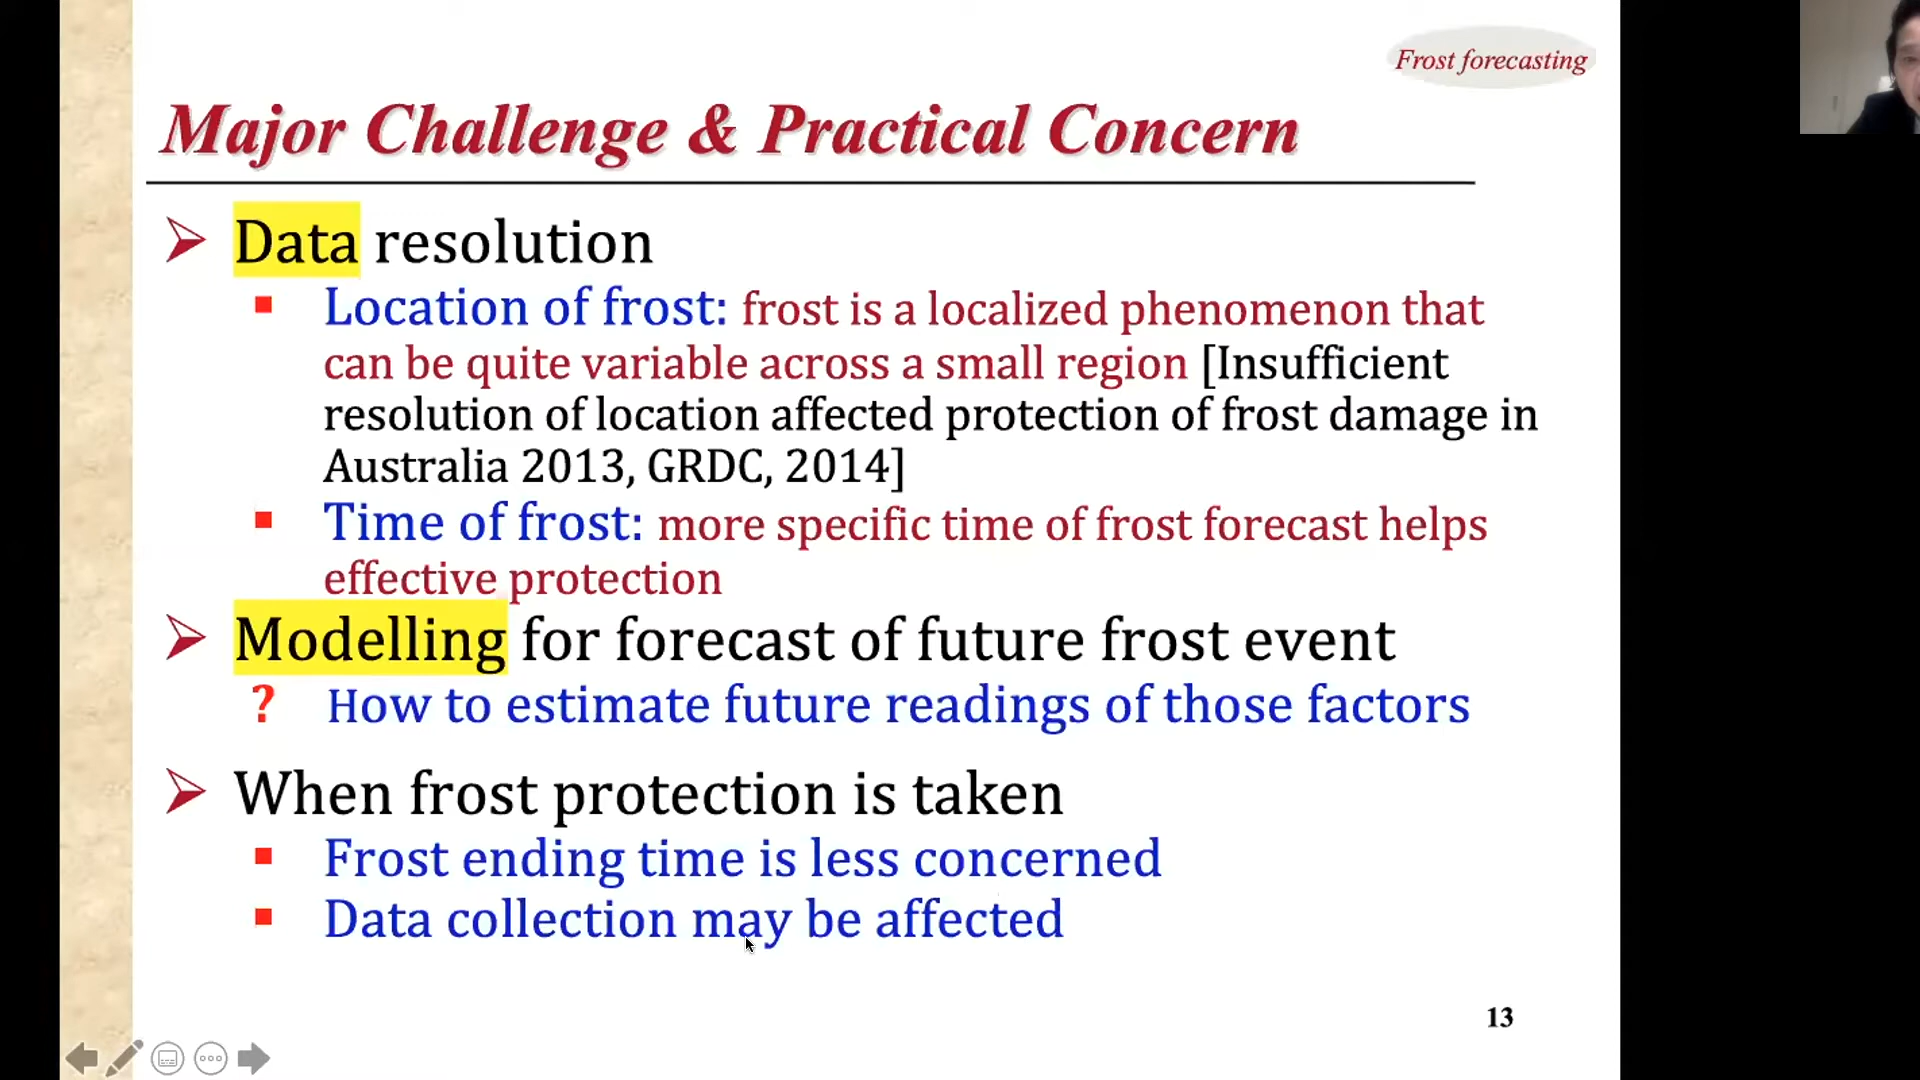 Frost forecasting
Major Challenge & Practical Concern
Data resolution
Location of frost: frost is a localized phenomenon that
can be quite variable across a small region [Insufficient
resolution of location affected protection of frost damage in
Australia 2013, GRDC, 2014]
Time of frost: more specific time of frost forecast helps
effective protection
Modelling for forecast of future frost event
? How to estimate future readings of those factors
When frost protection is taken
Frost ending time is less concerned
Data collection may be affected
13